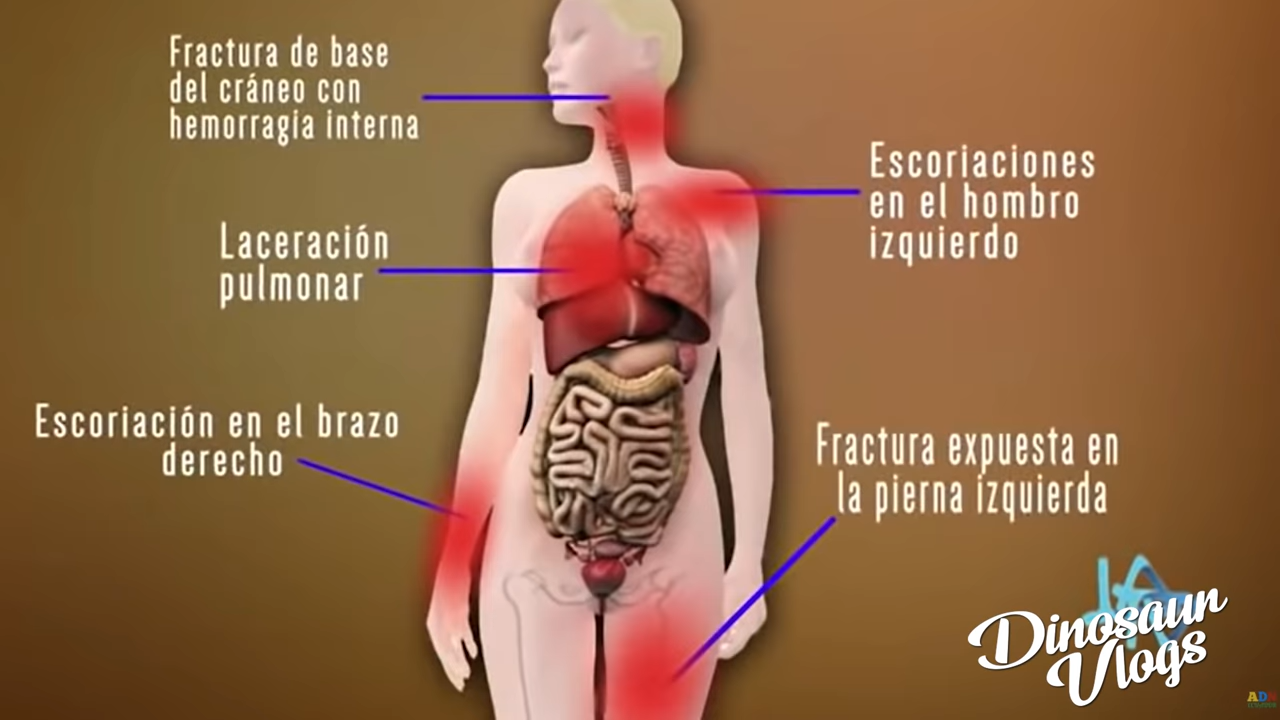 Fractura de base
del cráneo con
hemorragia interna
Escoriaciones
en el hombro
izquierdo
Laceración
pulmonar
Escoriación en el brazo
derecho
Fractura expuesta en
la pierna izquierda
Dinosaur
Vlogs